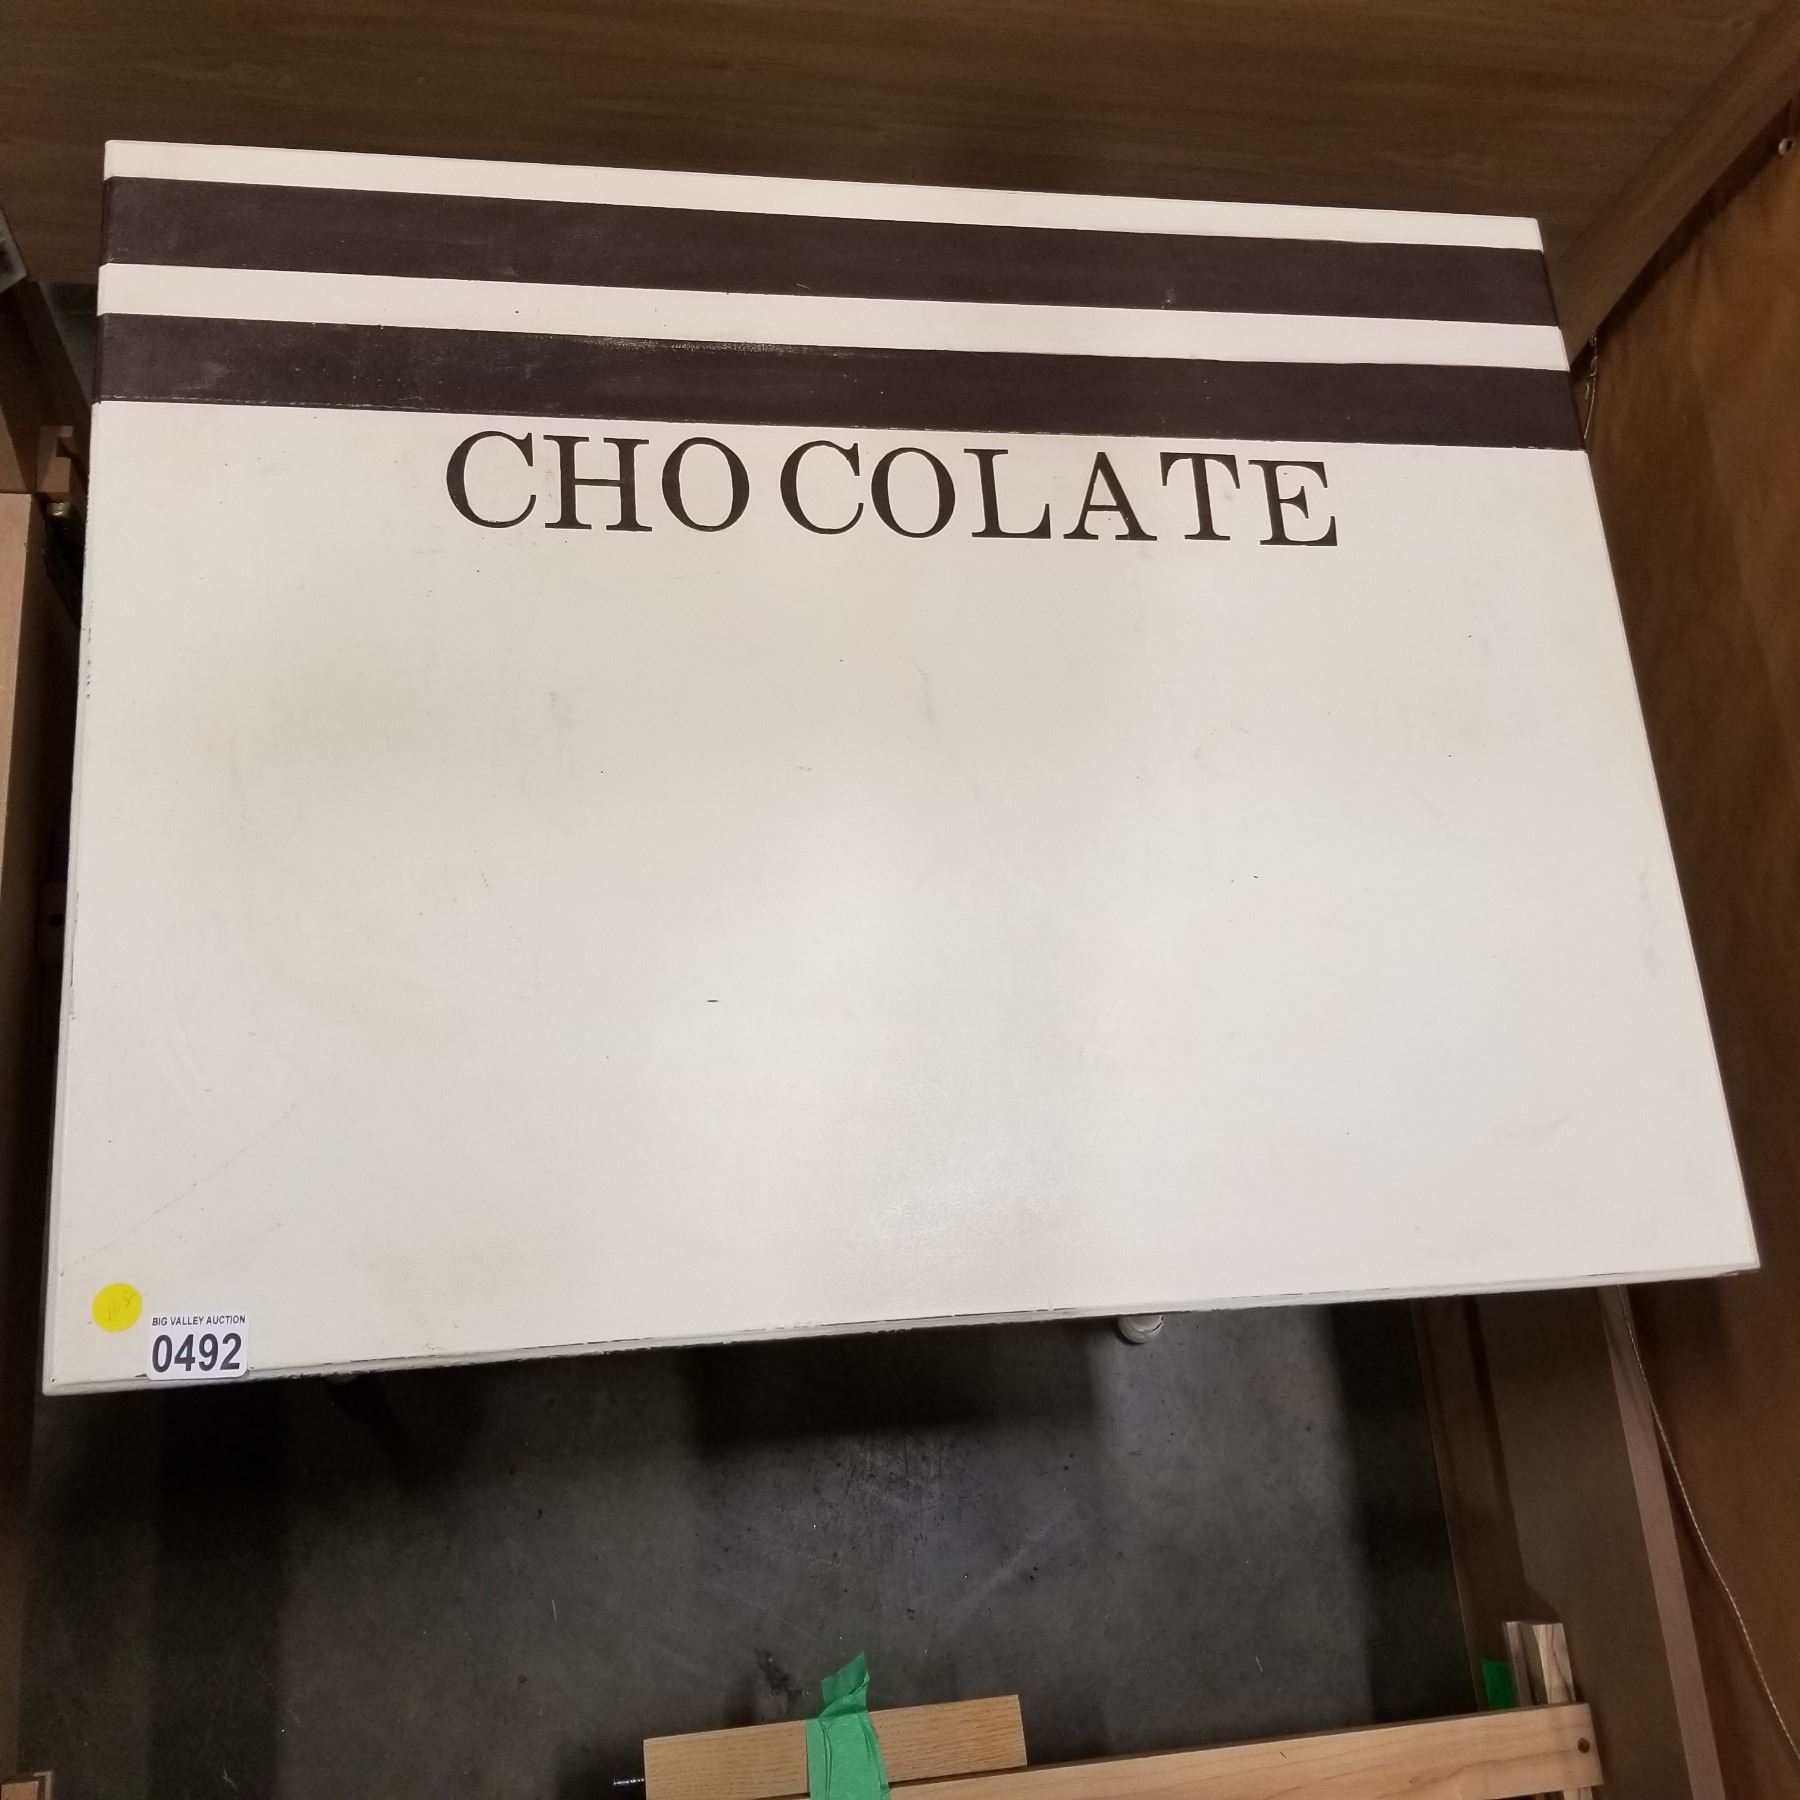 CHOCOLATE
BIG VALLEY AUCTION
0492